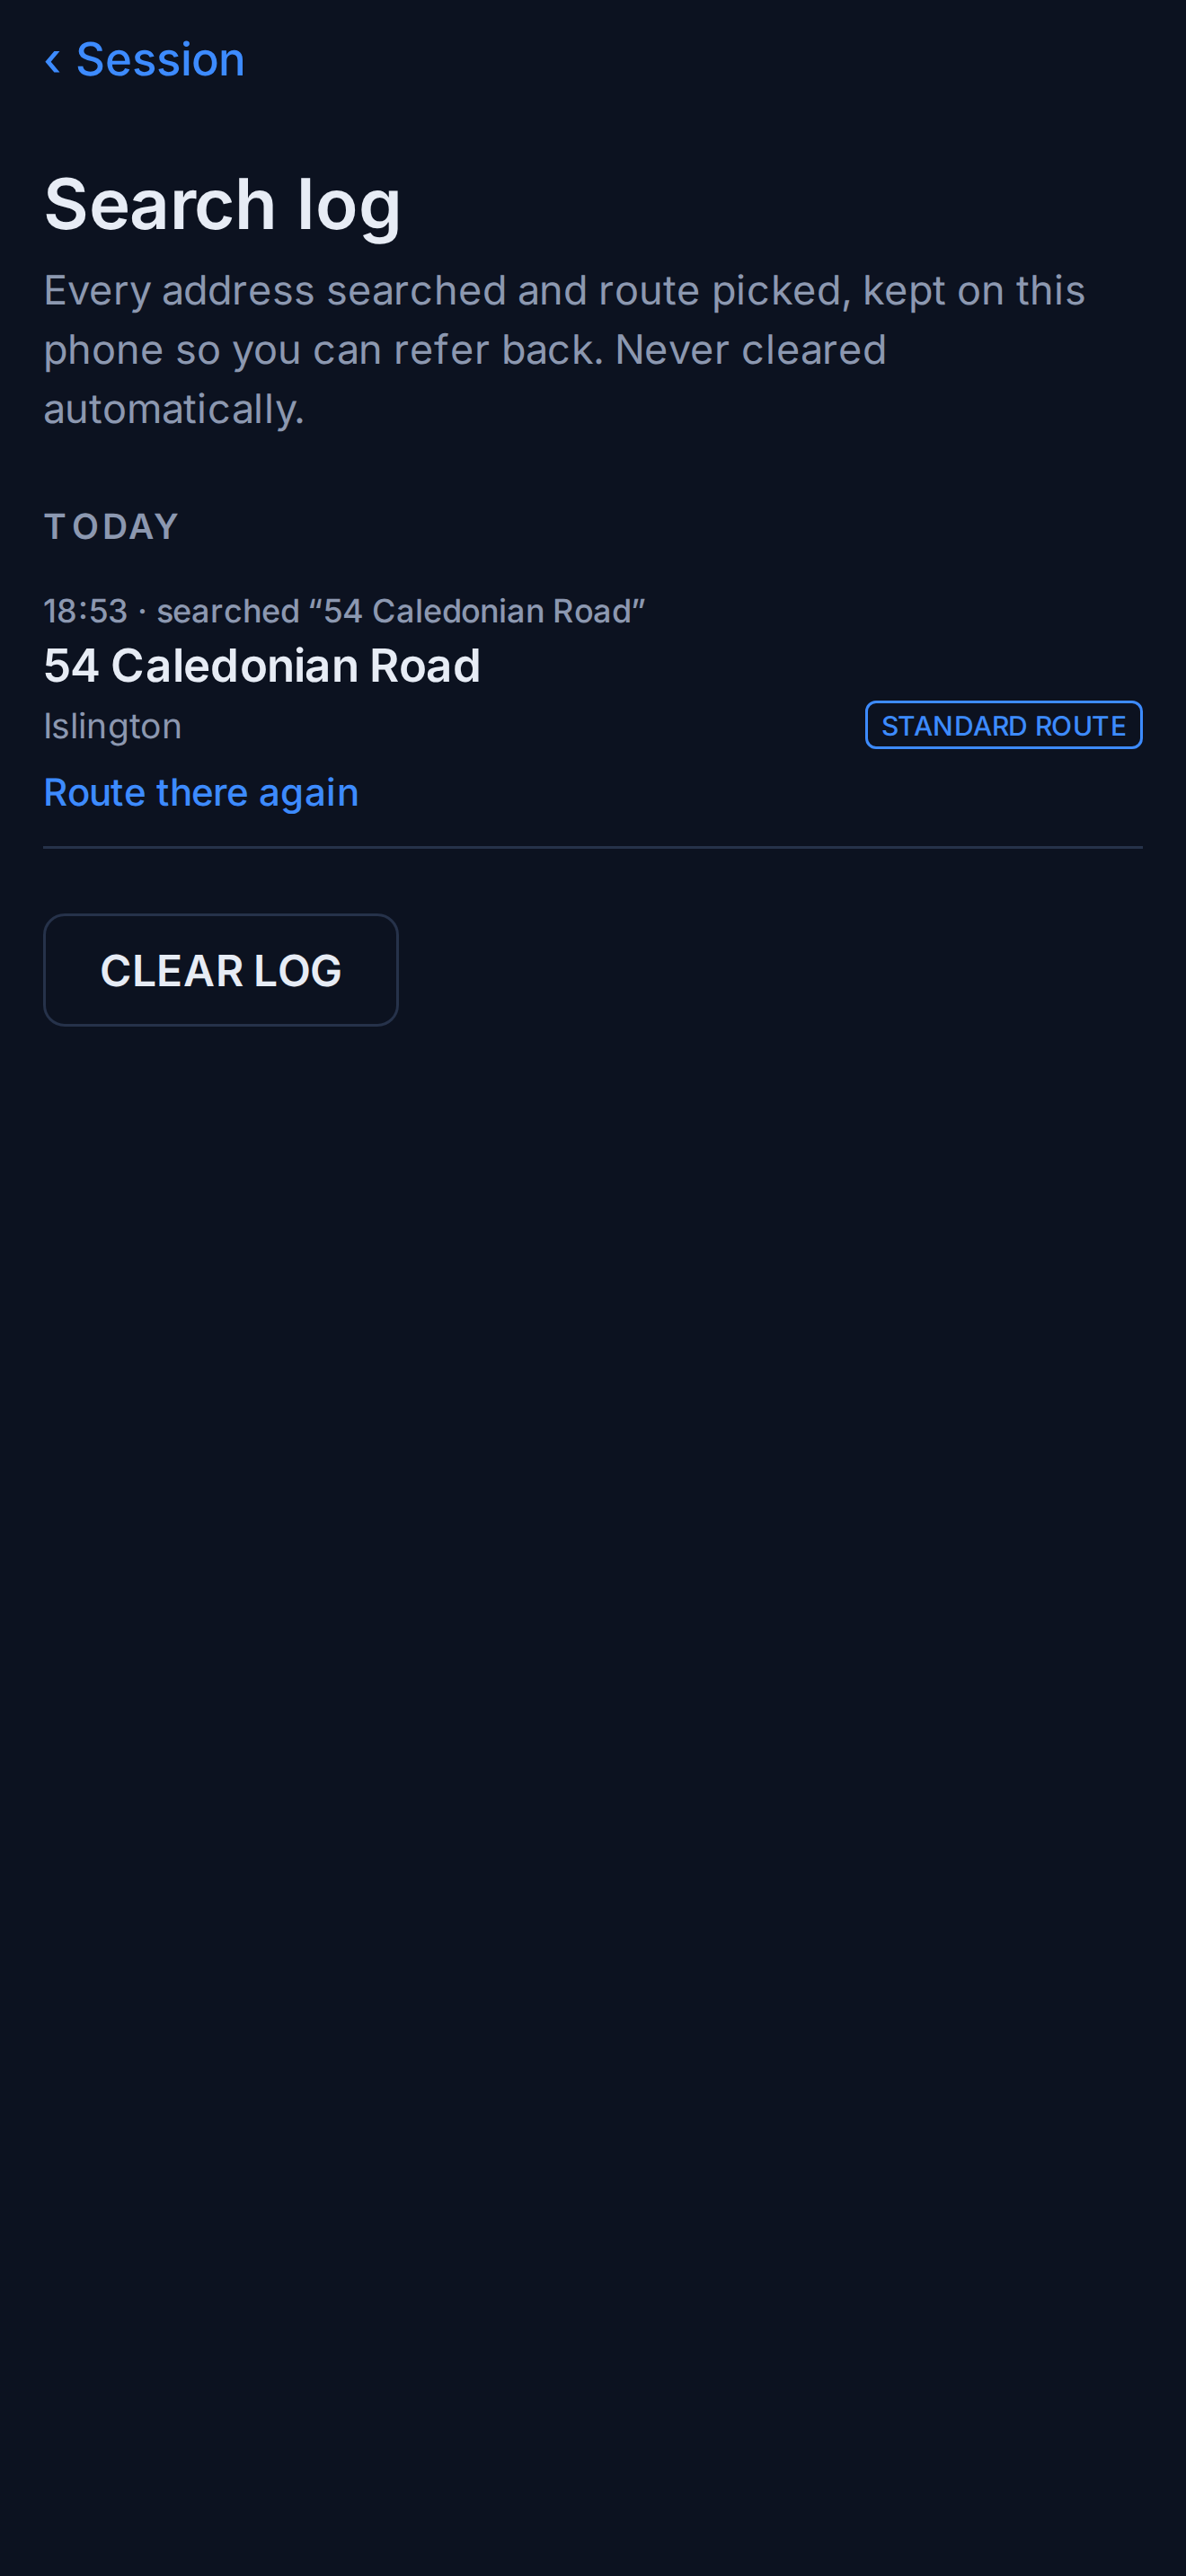 ‹ Session
Search log
Every address searched and route picked, kept on this
phone so you can refer back. Never cleared
automatically.
TODAY
18:53 · searched “54 Caledonian Road”
54 Caledonian Road
Islington
STANDARD ROUTE
Route there again
CLEAR LOG